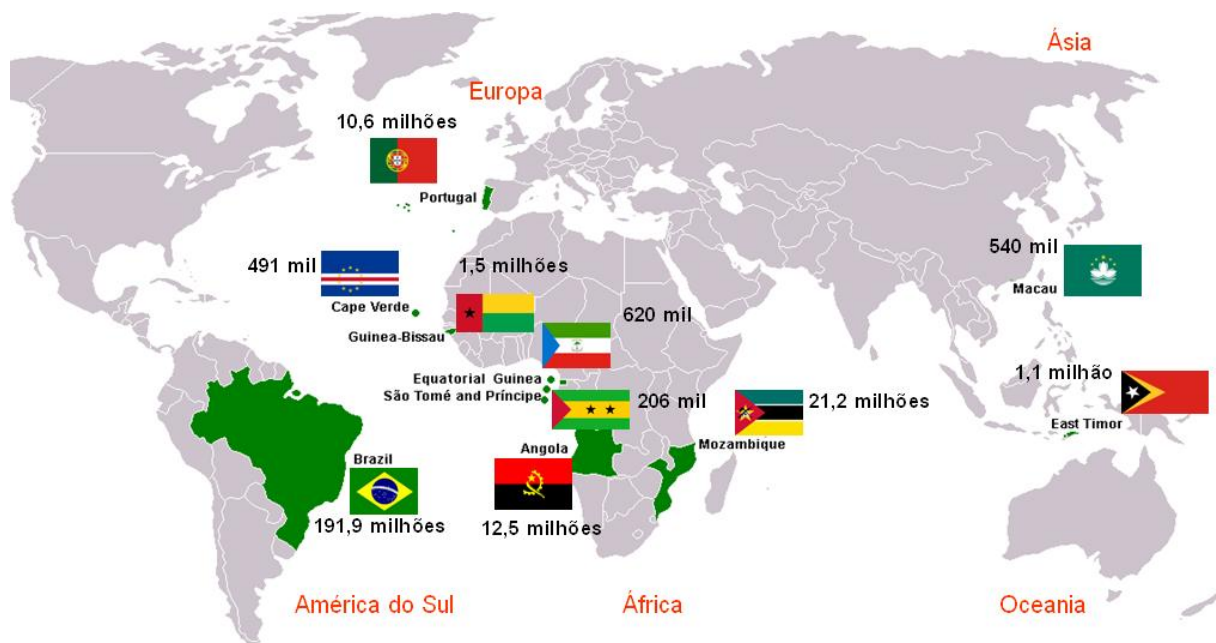 Ásia
Europa
10,6 milhões
Portugal
491 mil
1,5 milhões
540 mil
Macau
Cape Verde
620 mil
Guinea-Bissau
1,1 milhão
Equatorial Guinea
São Tomé and Príncipe
206 mil
21,2 milhões
East Timor
Mozambique
Angola
Brazil
191,9 milhões
12,5 milhões
América do Sul
África
Oceania